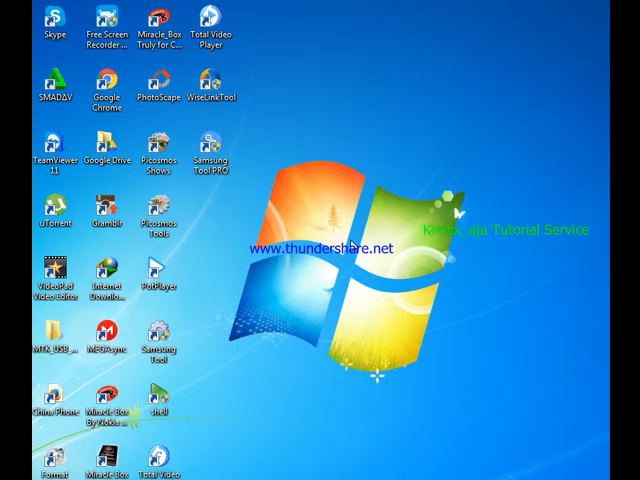 Skype
Free Screen
Recorder ...
Miracle_Box
Truly for C...
Total Video
Player
SMADΔV
Google
Chrome
PhotoScape
WiseLinkTool
TeamViewer
11
Google Drive
Picosmos
Shows
Samsung
Tool PRO
uTorrent
Gramblr
Picosmos
Tools
www.thundershare.net
aja Tutorial Service
VideoPad
Video Editor
Internet
Downlo...
PotPlayer
MTK_USB_...
MEGAsync
Samsung
Tool
China Phone
Miracle Box
By Nokia ...
shell
Format
Miracle Box
Total Video